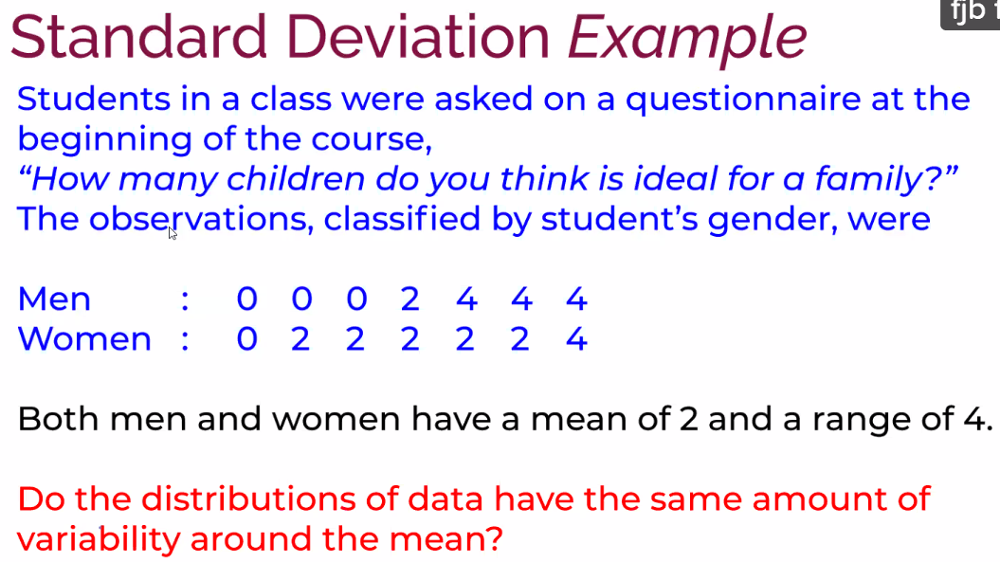 Standard Deviation Example
fjb
Students in a class were asked on a questionnaire at the
beginning of the course,
“How many children do you think is ideal for a family?”
The observations, classified by student’s gender, were
Men : 0 0 0 2 4 4 4
Women : 0 2 2 2 2 2 4
Both men and women have a mean of 2 and a range of 4.
Do the distributions of data have the same amount of
variability around the mean?